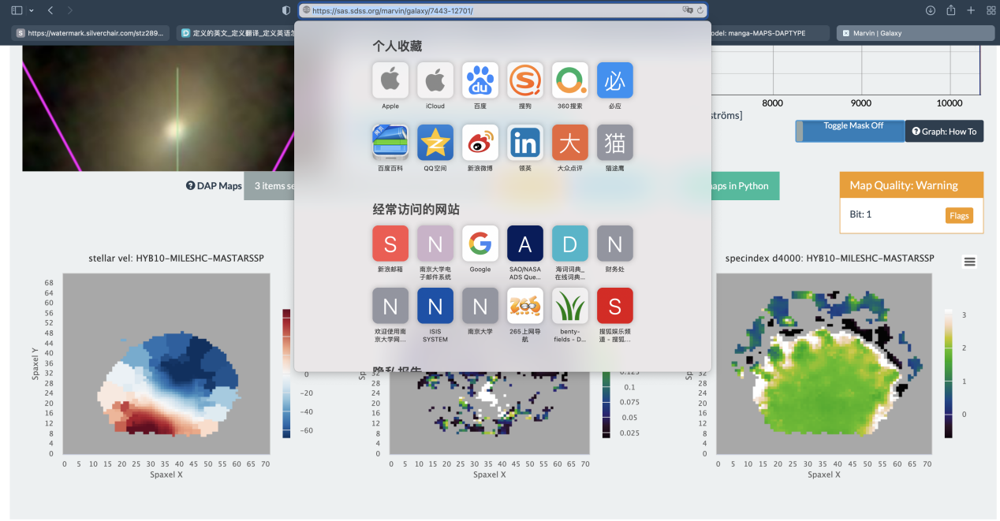 https://sas.sdss.org/marvin/galaxy/7443-12701/
S https://watermark.silverchair.com/stz289...
D 定义的英文_定义翻译_定义英语怎
odel: manga-MAPS-DAPTYPE
Marvin | Galaxy
个人收藏
Apple
iCloud
du
百度
S
搜狗
360搜索
必
必应
百度百科
QQ空间
新浪微博
in
领英
大
大众点评
猫
猫途鹰
经常访问的网站
S
新浪邮箱
N
南京大学电
子邮件系统
G
Google
A
SAO/NASA
ADS Que...
D
海词词典_
在线词典...
N
财务处
N
欢迎使用南
京大学网...
N
ISIS
SYSTEM
N
南京大学
265
265上网导
航
benty-
fields - D...
S
搜狐娱乐频
道 - 搜狐...
隐私报告
8000 9000 10000
ströms]
Toggle Mask Off
? Graph: How To
? DAP Maps
3 items se
aps in Python
Map Quality: Warning
Bit: 1
Flags
stellar vel: HYB10-MILESHC-MASTARSSP
Spaxel Y
68
64
60
56
52
48
44
40
36
32
28
24
20
16
12
8
4
0
0 5 10 15 20 25 30 35 40 45 50 55 60 65 70
Spaxel X
0
−20
−40
−60
Sp
32
28
24
20
16
12
8
4
0
0 5 10 15 20 25 30 35 40 45 50 55 60 65 70
Spaxel X
0.125
0.1
0.075
0.05
0.025
specindex d4000: HYB10-MILESHC-MASTARSSP
Sp
32
28
24
20
16
12
8
4
0
0 5 10 15 20 25 30 35 40 45 50 55 60 65 70
Spaxel X
3
2
1
0